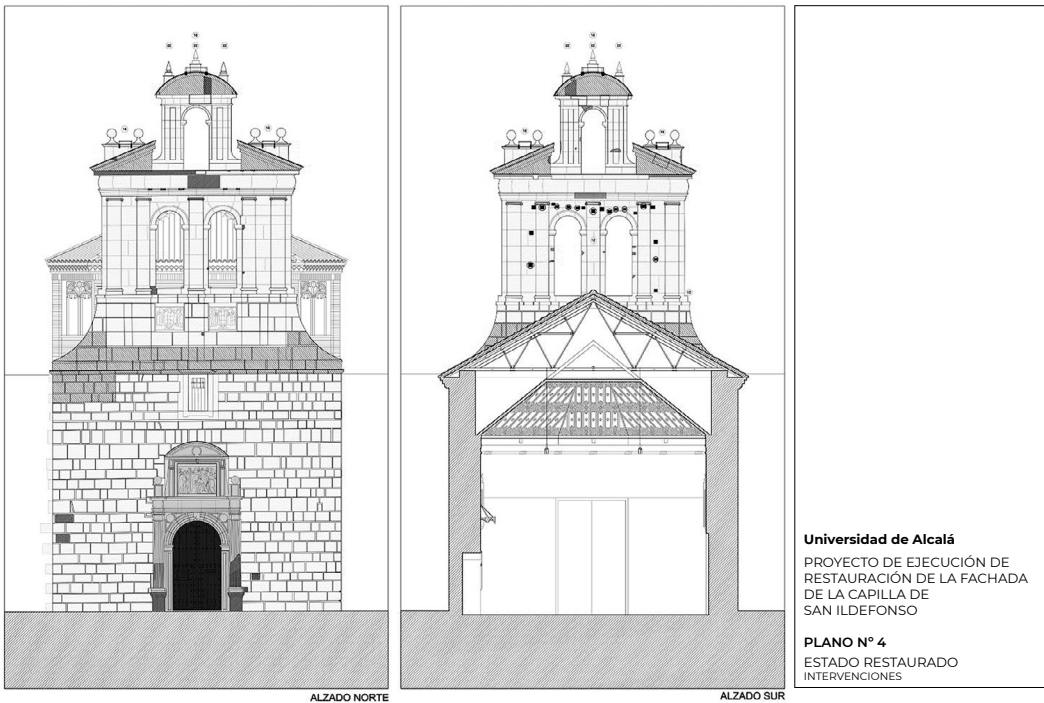 ALZADO NORTE
ALZADO SUR
Universidad de Alcalá
PROYECTO DE EJECUCIÓN DE
RESTAURACIÓN DE LA FACHADA
DE LA CAPILLA DE
SAN ILDEFONSO
PLANO Nº 4
ESTADO RESTAURADO
INTERVENCIONES